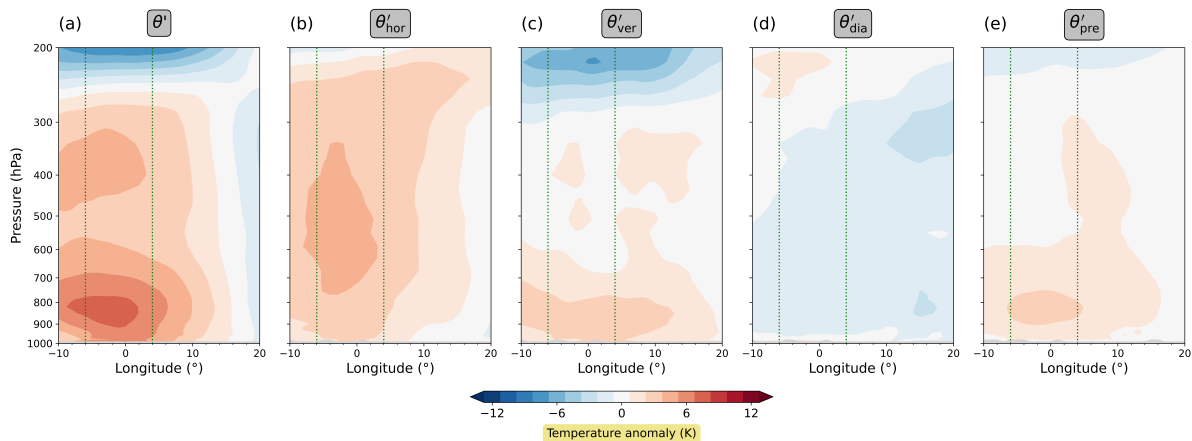 (a) θ' (b) θ′hor (c) θ′ver (d) θ′dia (e) θ′pre
200
300
400
500
600
700
800
900
1000
Pressure (hPa)
−10 0 10 20 −10 0 10 20 −10 0 10 20 −10 0 10 20 −10 0 10 20
Longitude (°) Longitude (°) Longitude (°) Longitude (°) Longitude (°)
−12 −6 0 6 12
Temperature anomaly (K)